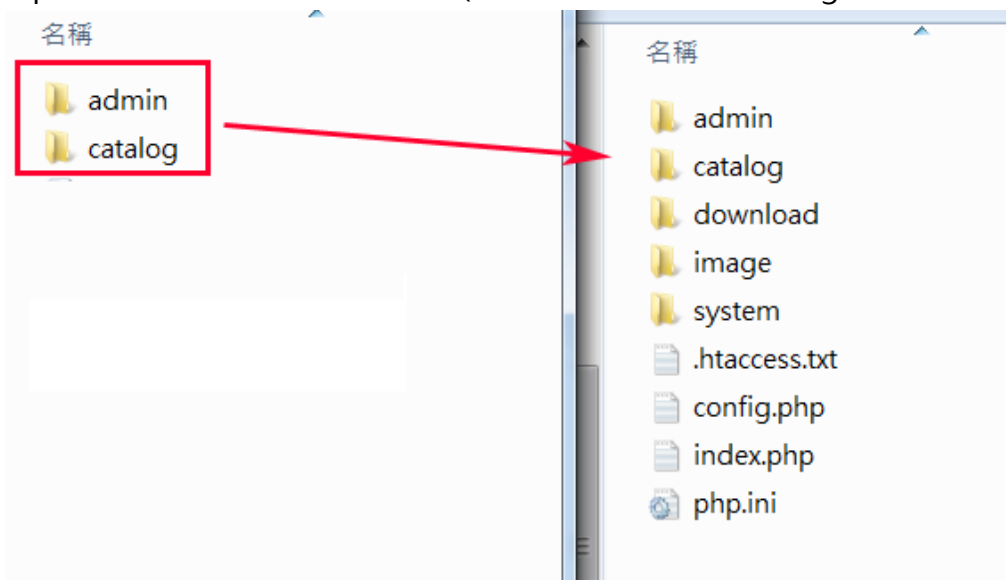 名稱
admin
catalog
名稱
admin
catalog
download
image
system
.htaccess.txt
config.php
index.php
php.ini